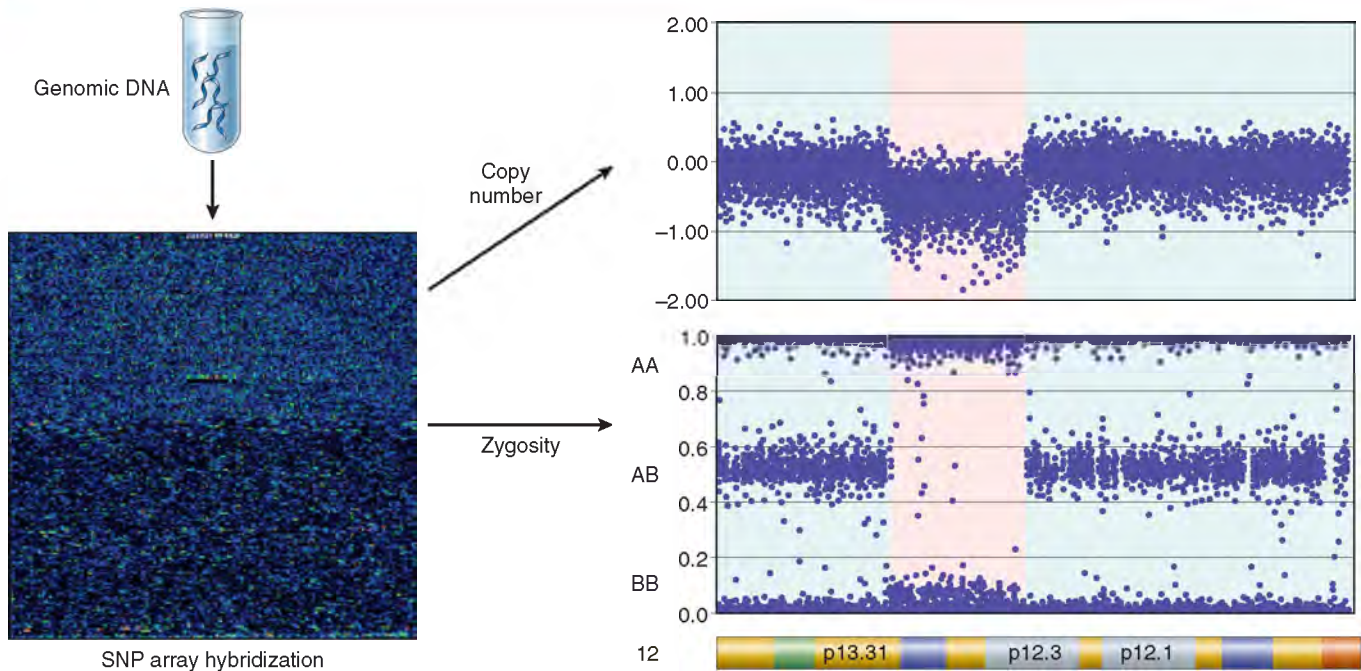 Genomic DNA
Copy
number
Zygosity
SNP array hybridization
2.00
1.00
0.00
–1.00
–2.00
1.0
AA
0.8
0.6
AB
0.4
0.2
BB
0.0
12
p13.31
p12.3
p12.1